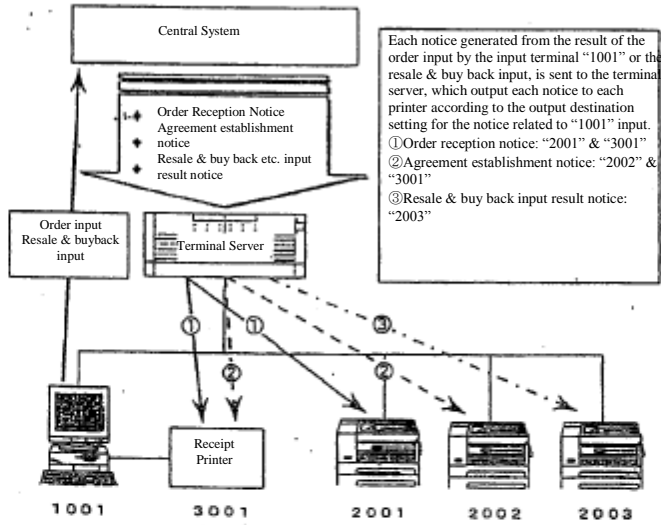 Central System
Each notice generated from the result of the
order input by the input terminal “1001” or the
resale & buy back input, is sent to the terminal
server, which output each notice to each
printer according to the output destination
setting for the notice related to “1001” input.
①Order reception notice: “2001” & “3001”
②Agreement establishment notice: “2002” &
“3001”
③Resale & buy back input result notice:
“2003”
Order Reception Notice
Agreement establishment
notice
Resale & buy back etc. input
result notice
Order input
Resale & buyback
input
Terminal Server
① ① ③
② ②
Receipt
Printer
1001 3001 2001 2002 2003